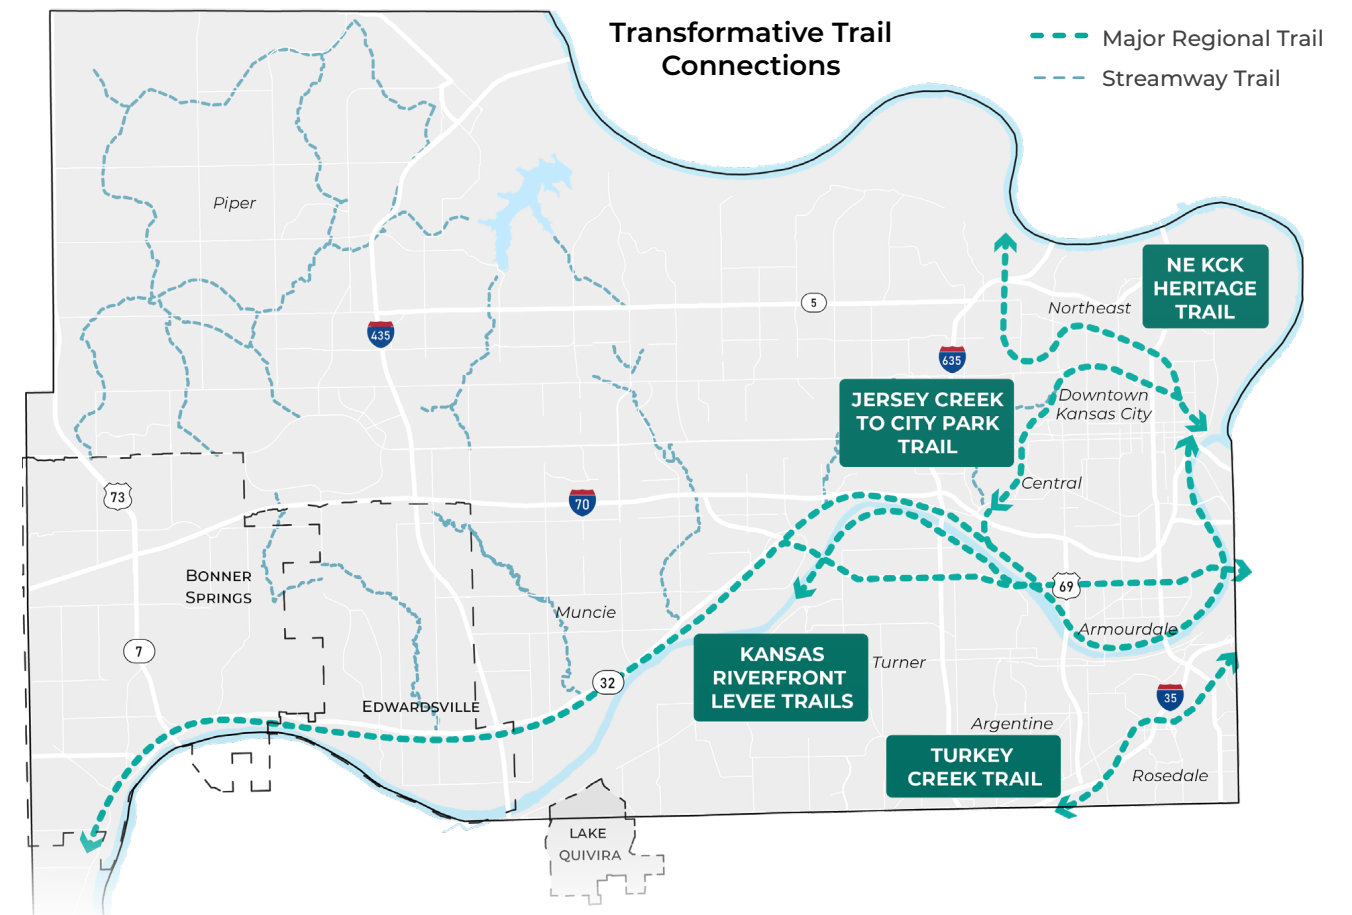 Transformative Trail
Connections
Major Regional Trail
Streamway Trail
Piper
NE KCK
HERITAGE
TRAIL
5
Northeast
435
635
JERSEY CREEK
TO CITY PARK
TRAIL
Downtown
Kansas City
73
70
Central
BONNER
SPRINGS
69
Muncie
Armourdale
7
KANSAS
RIVERFRONT
LEVEE TRAILS
Turner
32
EDWARDSVILLE
35
Argentine
TURKEY
CREEK TRAIL
Rosedale
LAKE
QUIVIRA